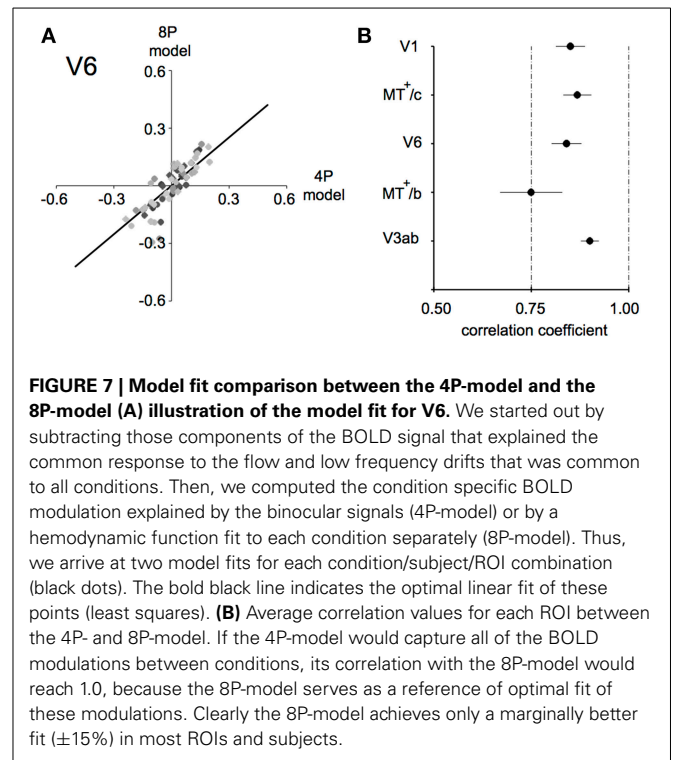 A
8P
model
V6
0.6
0.3
4P
model
-0.6 -0.3 0.3 0.6
-0.3
-0.6
B
V1
MT+/c
V6
MT+/b
V3ab
0.50 0.75 1.00
correlation coefficient
FIGURE 7 | Model fit comparison between the 4P-model and the
8P-model (A) illustration of the model fit for V6. We started out by
subtracting those components of the BOLD signal that explained the
common response to the flow and low frequency drifts that was common
to all conditions. Then, we computed the condition specific BOLD
modulation explained by the binocular signals (4P-model) or by a
hemodynamic function fit to each condition separately (8P-model). Thus,
we arrive at two model fits for each condition/subject/ROI combination
(black dots). The bold black line indicates the optimal linear fit of these
points (least squares). (B) Average correlation values for each ROI between
the 4P- and 8P-model. If the 4P-model would capture all of the BOLD
modulations between conditions, its correlation with the 8P-model would
reach 1.0, because the 8P-model serves as a reference of optimal fit of
these modulations. Clearly the 8P-model achieves only a marginally better
fit (±15%) in most ROIs and subjects.